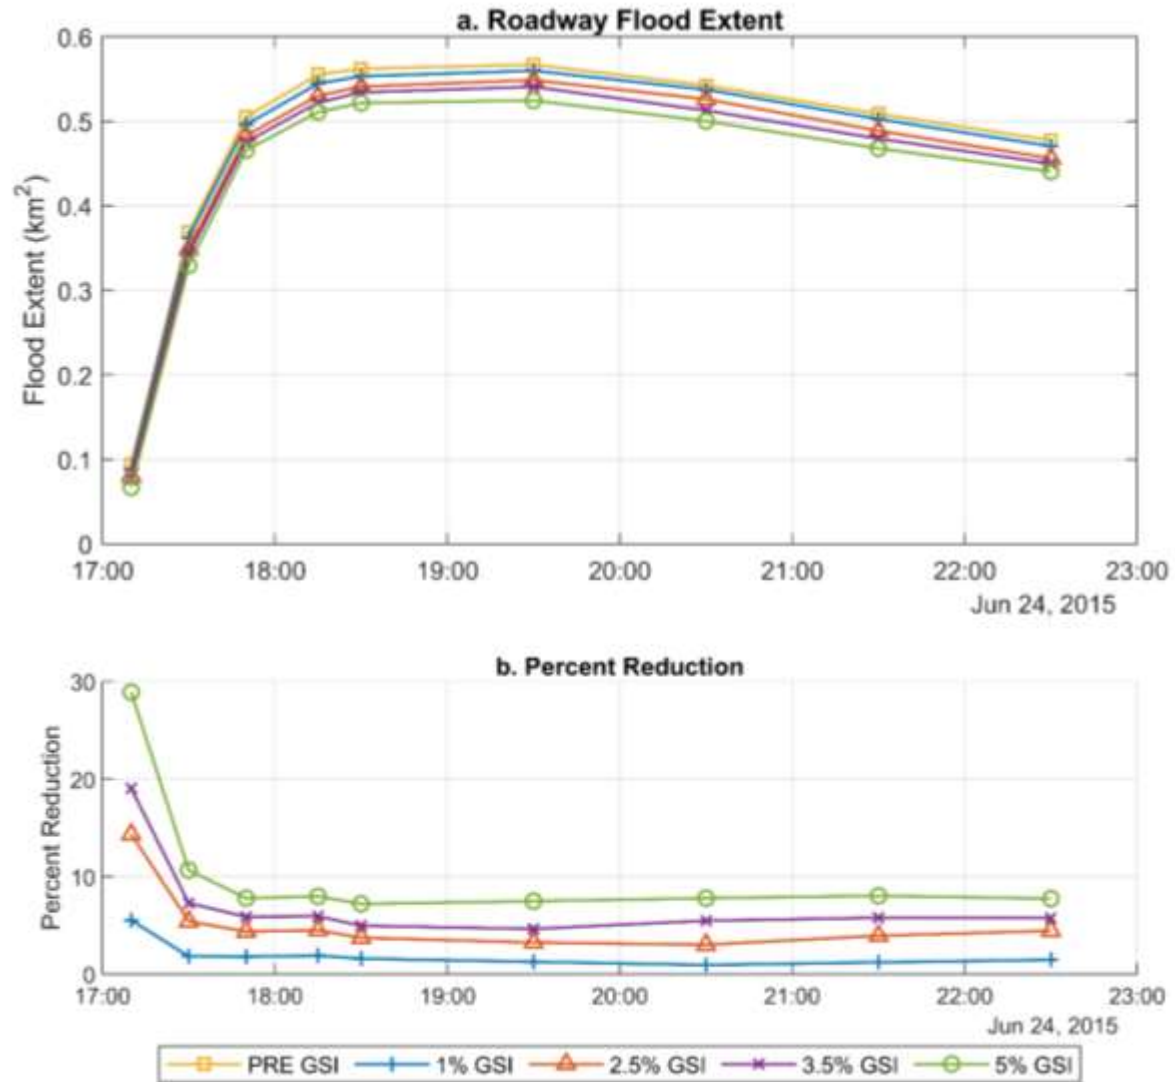 a. Roadway Flood Extent
0.6
0.5
0.4
0.3
0.2
0.1
0
Flood Extent (km²)
17:00 18:00 19:00 20:00 21:00 22:00 23:00
Jun 24, 2015
b. Percent Reduction
30
20
10
0
Percent Reduction
17:00 18:00 19:00 20:00 21:00 22:00 23:00
Jun 24, 2015
PRE GSI 1% GSI 2.5% GSI 3.5% GSI 5% GSI